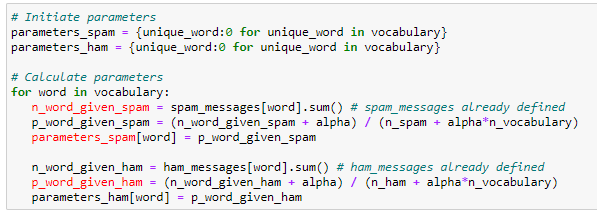 # Initiate parameters
parameters_spam = {unique_word:0 for unique_word in vocabulary}
parameters_ham = {unique_word:0 for unique_word in vocabulary}
# Calculate parameters
for word in vocabulary:
n_word_given_spam = spam_messages[word].sum() # spam_messages already defined
p_word_given_spam = (n_word_given_spam + alpha) / (n_spam + alpha*n_vocabulary)
parameters_spam[word] = p_word_given_spam
n_word_given_ham = ham_messages[word].sum() # ham_messages already defined
p_word_given_ham = (n_word_given_ham + alpha) / (n_ham + alpha*n_vocabulary)
parameters_ham[word] = p_word_given_ham